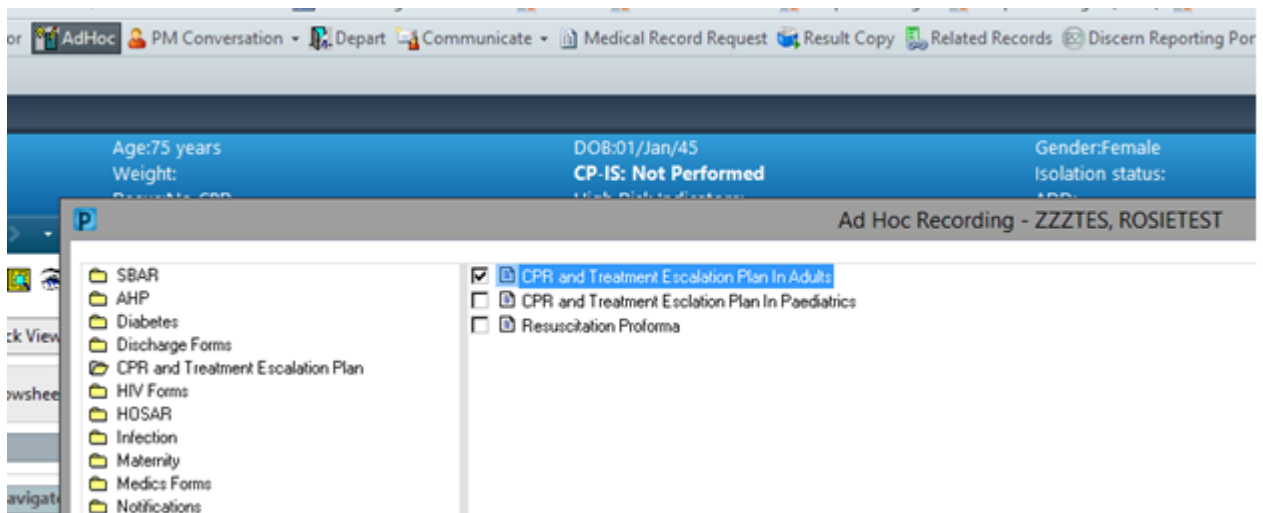 or AdHoc PM Conversation Depart Communicate Medical Record Request Result Copy Related Records Discern Reporting Por
Age:75 years DOB:01/Jan/45 Gender:Female
Weight: CP-IS: Not Performed Isolation status:
P Ad Hoc Recording - ZZZTES, ROSIETEST
SBAR
AHP
Diabetes
Discharge Forms
CPR and Treatment Escalation Plan
HIV Forms
HOSAR
Infection
Maternity
Medics Forms
Notifications
CPR and Treatment Escalation Plan In Adults
CPR and Treatment Esclation Plan In Paediatrics
Resuscitation Proforma
ck View
owshee
avigat